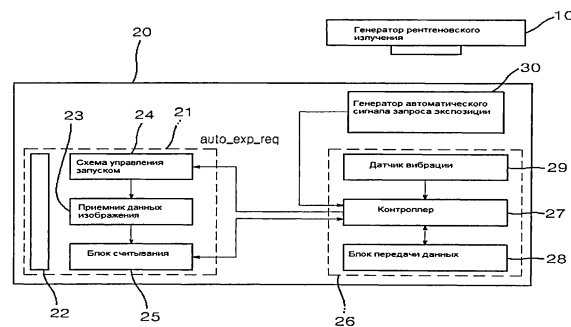 10
Генератор рентгеновского
излучения
20
30
Генератор автоматического
сигнала запроса экспозиции
24
21
23
auto_exp_req
Схема управления
запуском
Датчик вибрации
29
Приемник данных
изображения
Контроллер
27
Блок считывания
Блок передачи данных
28
22
25
26